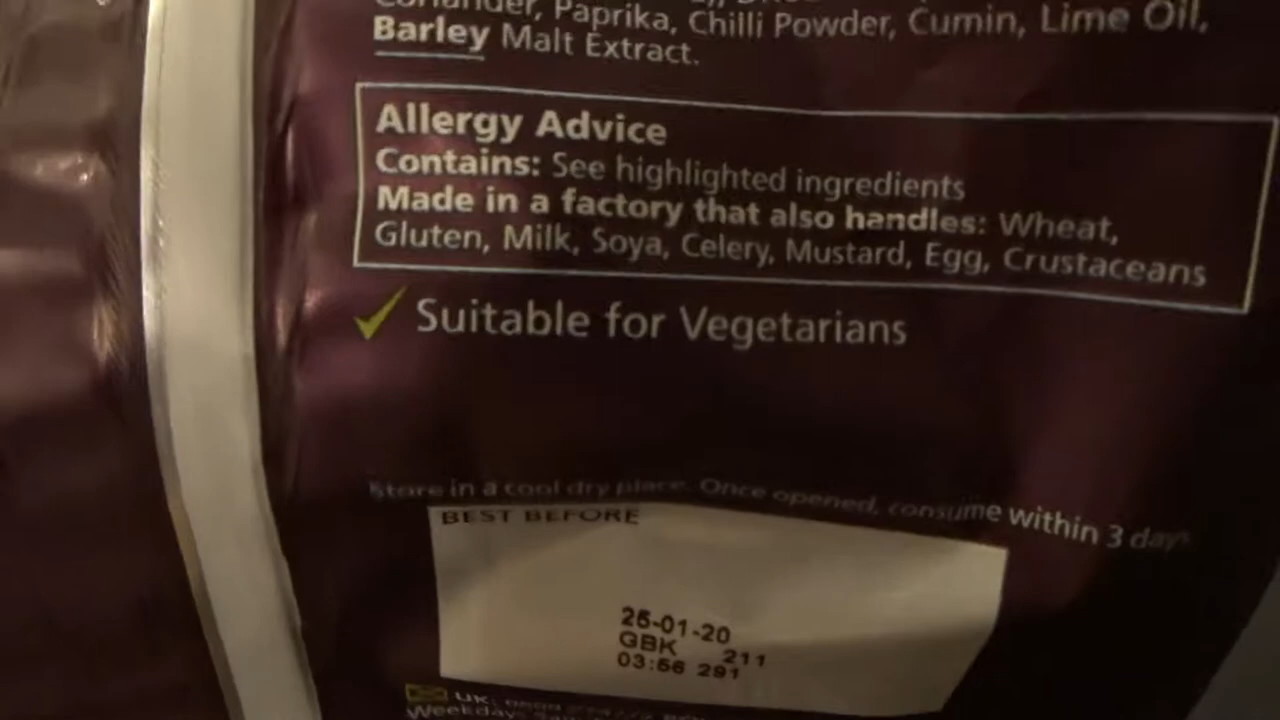 Coriander, Paprika, Chilli Powder, Cumin, Lime Oil,
Barley Malt Extract.
Allergy Advice
Contains: See highlighted ingredients
Made in a factory that also handles: Wheat,
Gluten, Milk, Soya, Celery, Mustard, Egg, Crustaceans
Suitable for Vegetarians
Store in a cool dry place. Once opened, consume within 3 days
BEST BEFORE
25-01-20
GBK 211
03:56 291
UK:
Weekdays